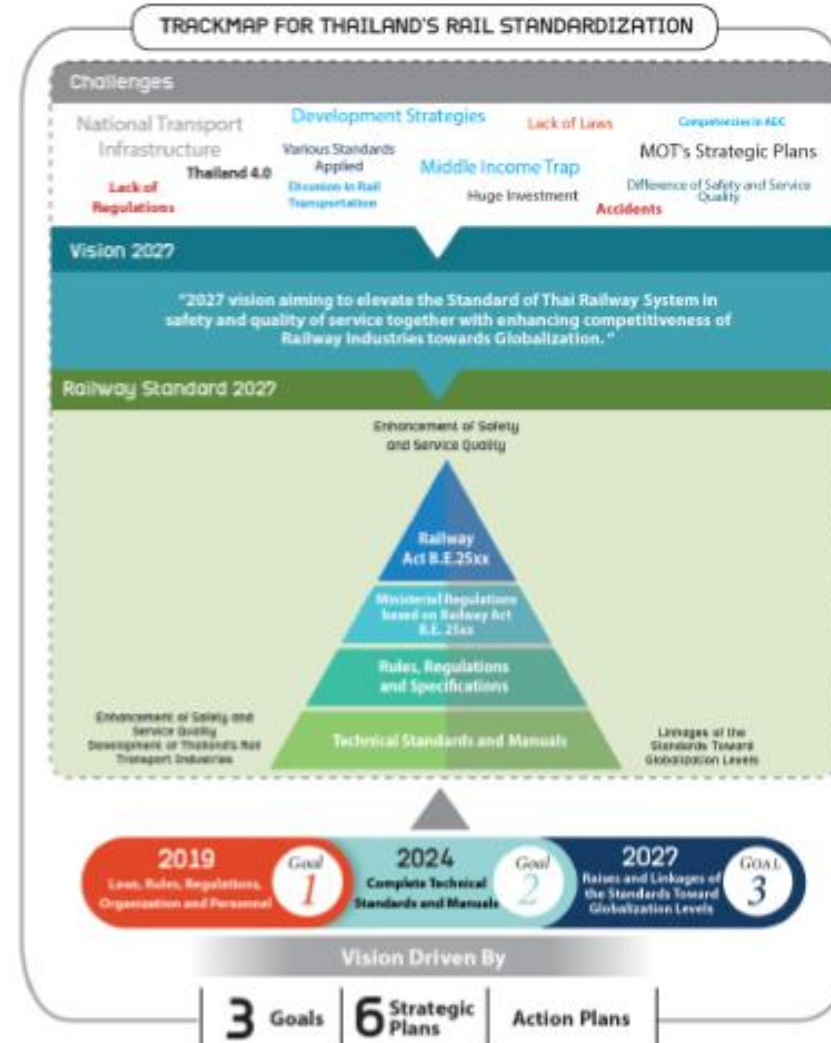 TRACKMAP FOR THAILAND'S RAIL STANDARDIZATION
Challenges
National Transport
Infrastructure
Development Strategies
Lack of Laws
Competencies in AEC
Various Standards
Applied
MOT's Strategic Plans
Thailand 4.0
Middle Income Trap
Lack of
Regulations
Disunion in Rail
Transportation
Huge Investment
Difference of Safety and Service
Quality
Accidents
Vision 2027
"2027 vision aiming to elevate the Standard of Thai Railway System in
safety and quality of service together with enhancing competitiveness of
Railway Industries towards Globalization."
Railway Standard 2027
Enhancement of Safety
and Service Quality
Railway
Act B.E.25xx
Ministerial Regulations
based on Railway Act
B.E. 25xx
Rules, Regulations
and Specifications
Technical Standards and Manuals
Enhancement of Safety and
Service Quality
Development of Thailand's Rail
Transport Industries
Linkages of the
Standards Toward
Globalization Levels
2019
Laws, Rules, Regulations,
Organization and Personnel
Goal
1
2024
Complete Technical
Standards and Manuals
Goal
2
2027
Raises and Linkages of
the Standards Toward
Globalization Levels
GOAL
3
Vision Driven By
3 Goals
6 Strategic
Plans
Action Plans